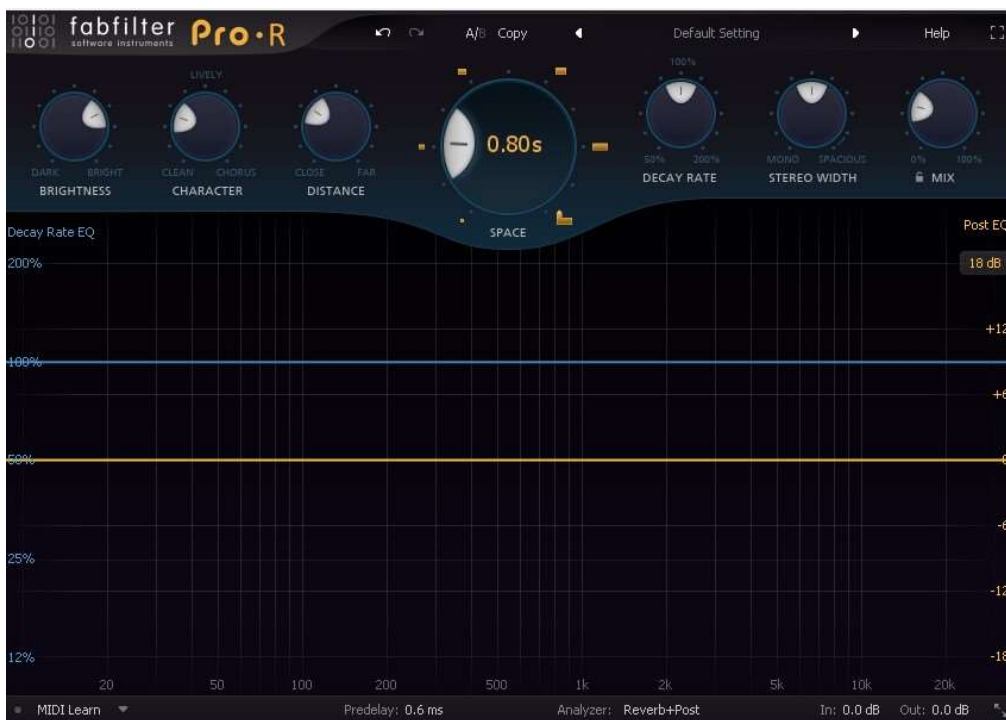 fabfilter Pro·R A/B Copy Default Setting Help
software instruments
LIVELY 100%
0.80s
DARK BRIGHT CLEAN CHORUS CLOSE FAR 50% 200% MONO SPACIOUS 0% 100%
BRIGHTNESS CHARACTER DISTANCE DECAY RATE STEREO WIDTH MIX
SPACE
Decay Rate EQ Post EQ
200% 18 dB
+12
100%
+6
50% 0
-6
25%
-12
12% -18
20 50 100 200 500 1k 2k 5k 10k 20k
MIDI Learn Predelay: 0.6 ms Analyzer: Reverb+Post In: 0.0 dB Out: 0.0 dB